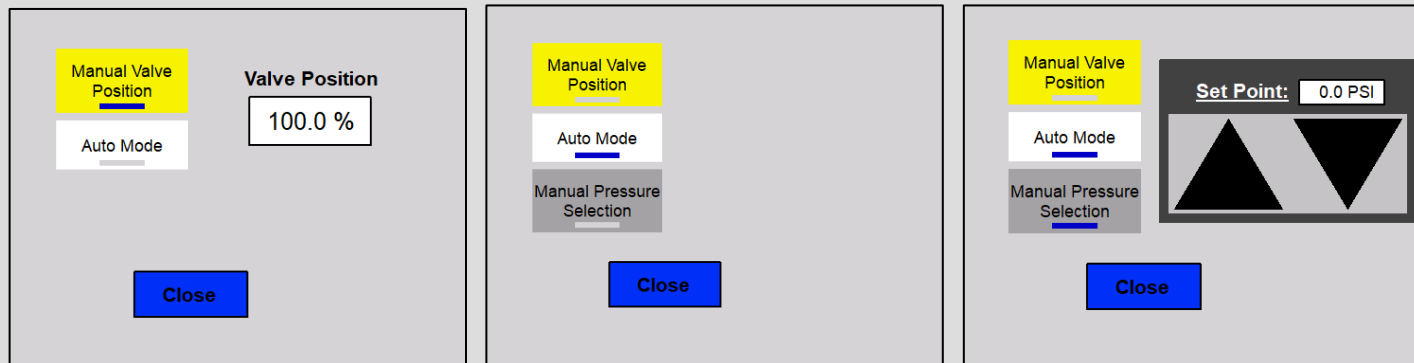 Manual Valve
Position
Auto Mode
Valve Position
100.0 %
Close
Manual Valve
Position
Auto Mode
Manual Pressure
Selection
Close
Manual Valve
Position
Auto Mode
Manual Pressure
Selection
Set Point: 0.0 PSI
Close